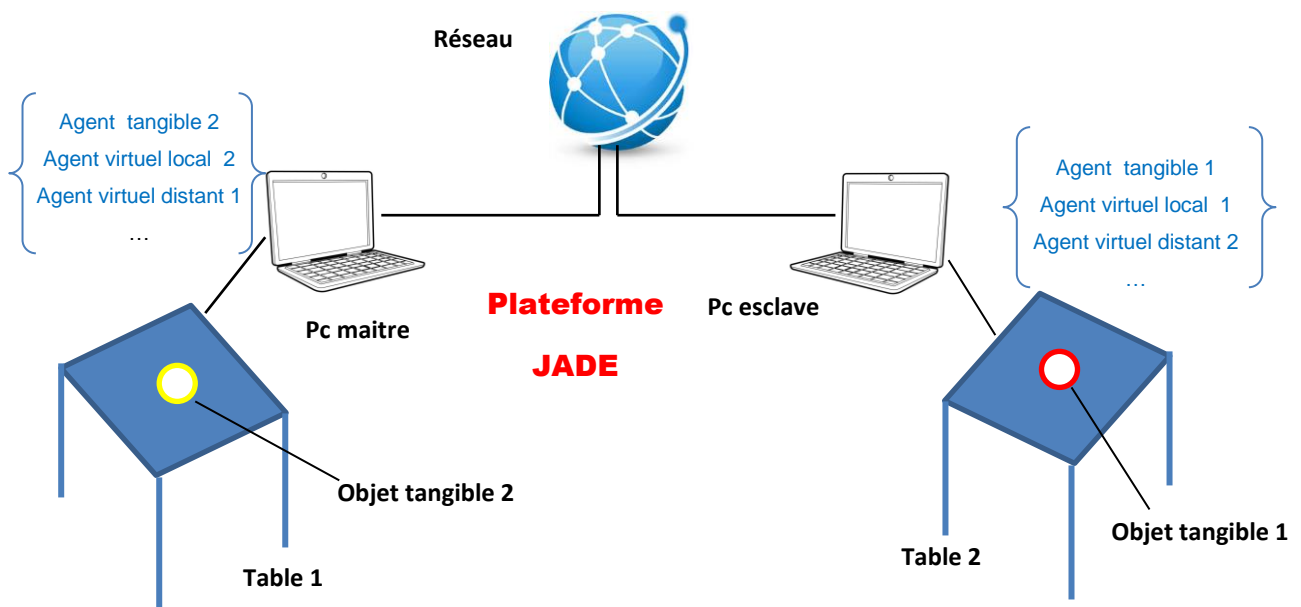 Réseau
Agent tangible 2
Agent virtuel local 2
Agent virtuel distant 1
...
Agent tangible 1
Agent virtuel local 1
Agent virtuel distant 2
...
Plateforme
JADE
Pc maitre
Pc esclave
Objet tangible 2
Table 1
Objet tangible 1
Table 2